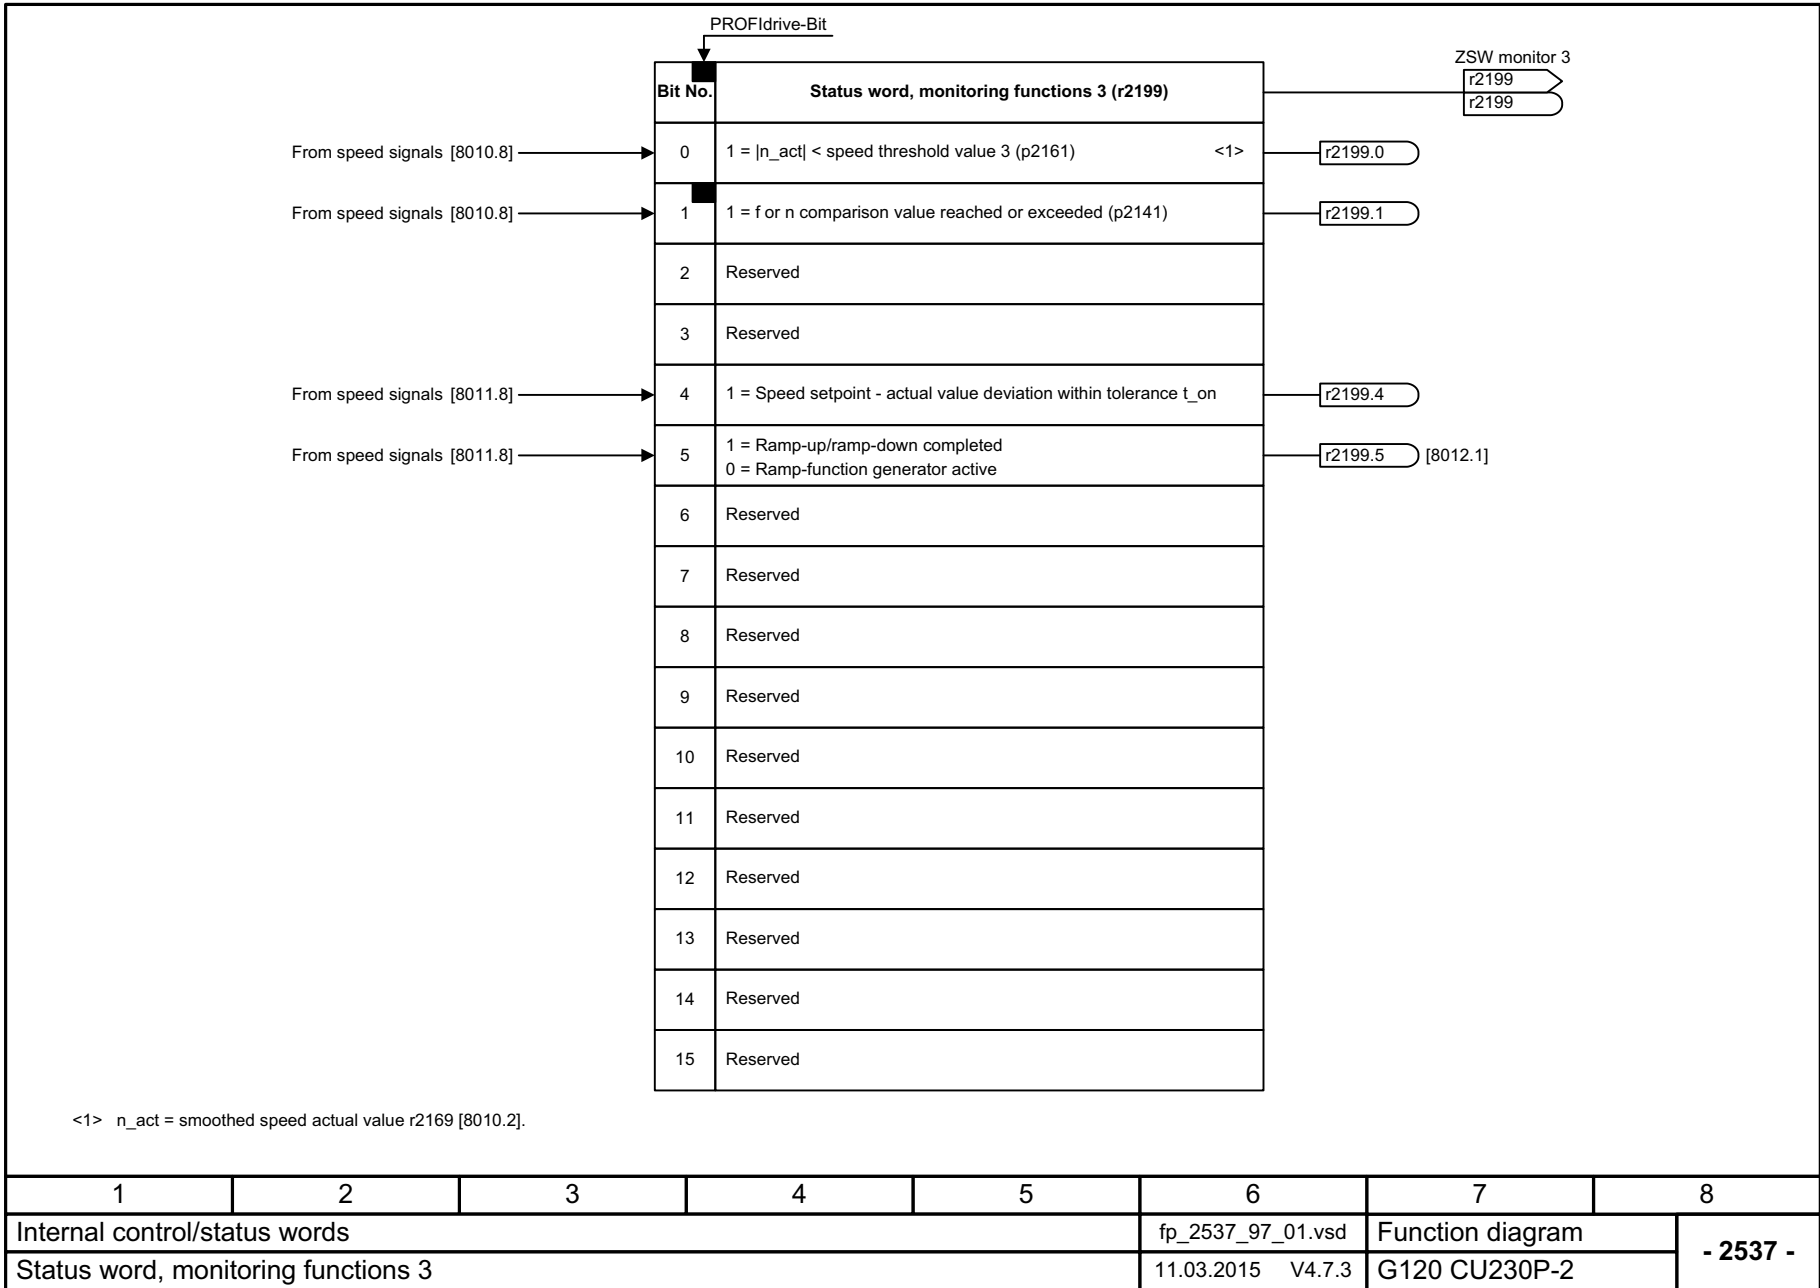 PROFIdrive-Bit
ZSW monitor 3
Bit No. Status word, monitoring functions 3 (r2199) r2199
r2199
From speed signals [8010.8] 0 1 = |n_act| < speed threshold value 3 (p2161) <1> r2199.0
From speed signals [8010.8] 1 1 = f or n comparison value reached or exceeded (p2141) r2199.1
2 Reserved
3 Reserved
From speed signals [8011.8] 4 1 = Speed setpoint - actual value deviation within tolerance t_on r2199.4
From speed signals [8011.8] 5 1 = Ramp-up/ramp-down completed r2199.5 [8012.1]
0 = Ramp-function generator active
6 Reserved
7 Reserved
8 Reserved
9 Reserved
10 Reserved
11 Reserved
12 Reserved
13 Reserved
14 Reserved
15 Reserved
<1> n_act = smoothed speed actual value r2169 [8010.2].
1 2 3 4 5 6 7 8
Internal control/status words fp_2537_97_01.vsd Function diagram - 2537 -
Status word, monitoring functions 3 11.03.2015 V4.7.3 G120 CU230P-2